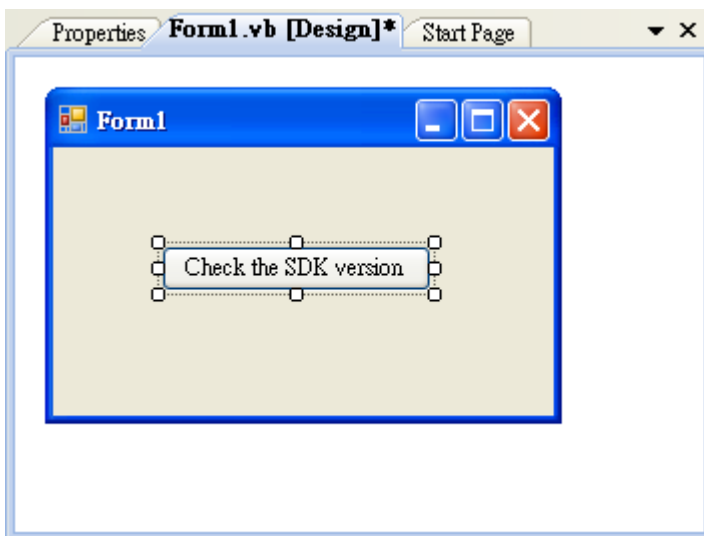 Properties Form1.vb [Design]* Start Page
Form1
Check the SDK version